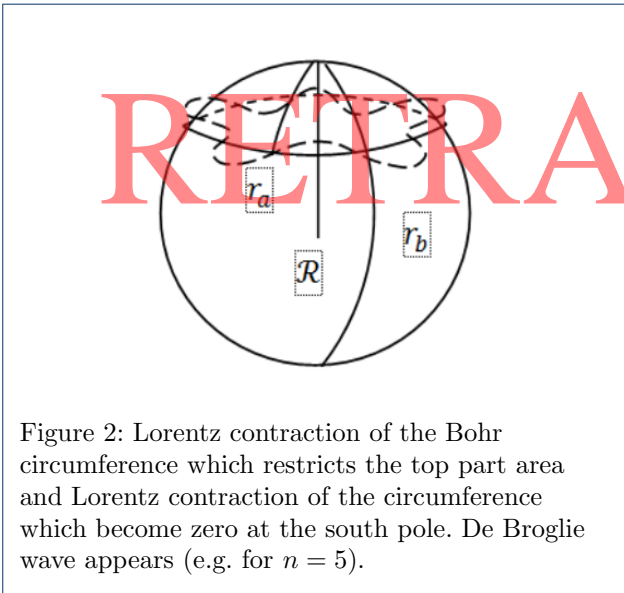 RETRA
r_a
r_b
ℛ
Figure 2: Lorentz contraction of the Bohr
circumference which restricts the top part area
and Lorentz contraction of the circumference
which become zero at the south pole. De Broglie
wave appears (e.g. for n = 5).